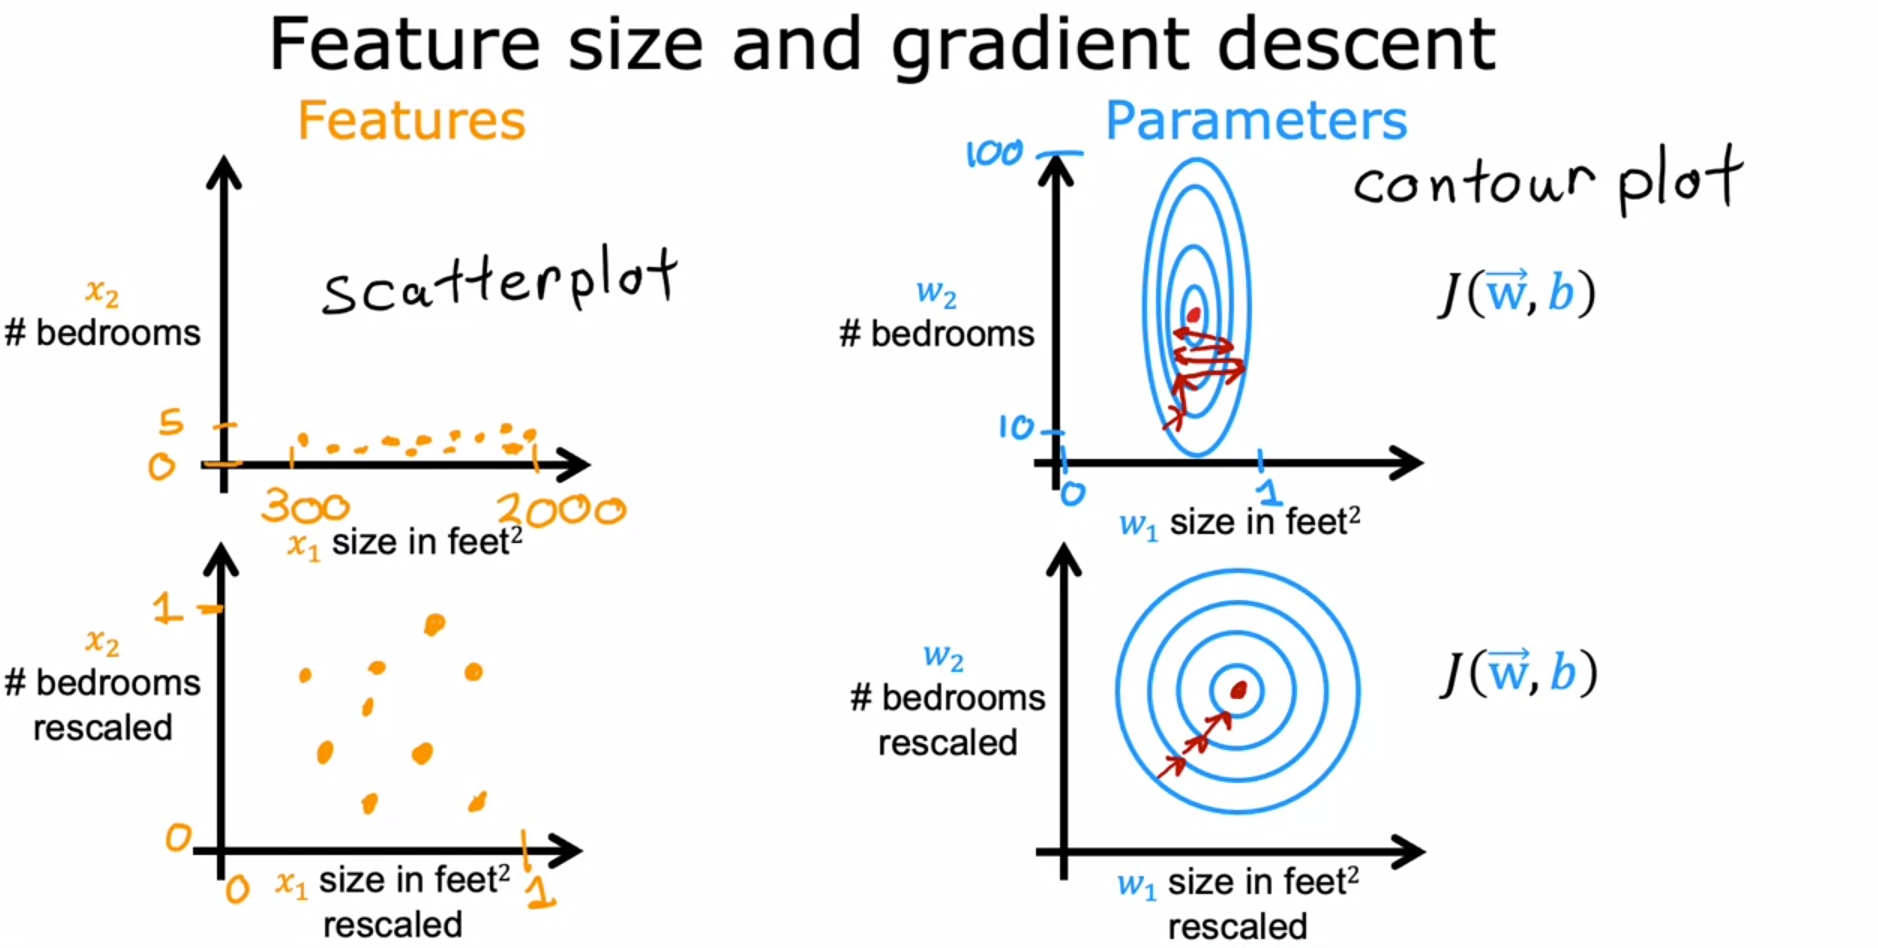 Feature size and gradient descent
Features
Parameters
scatterplot
x₂
# bedrooms
5
0
300
2000
x₁ size in feet²
100
contour plot
w₂
# bedrooms
J(w⃗, b)
10
0
1
w₁ size in feet²
1
x₂
# bedrooms
rescaled
0
0
x₁ size in feet²
1
rescaled
w₂
# bedrooms
rescaled
J(w⃗, b)
w₁ size in feet²
rescaled